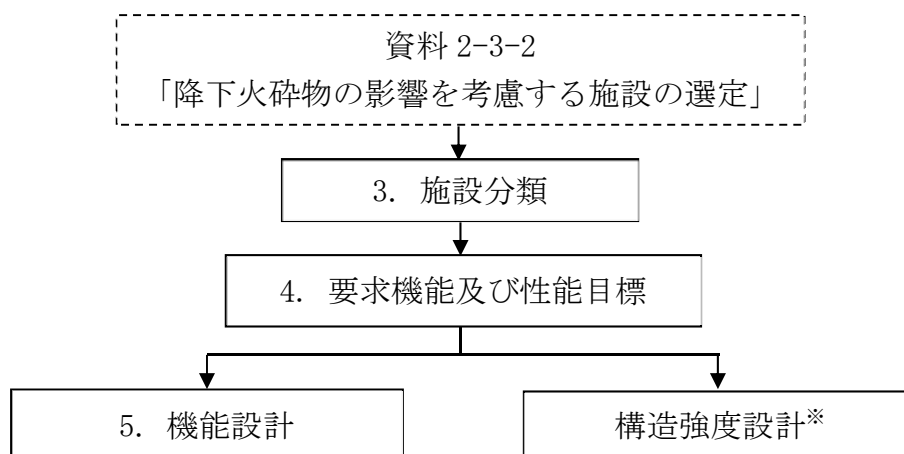 資料 2-3-2
「降下火砕物の影響を考慮する施設の選定」
3. 施設分類
4. 要求機能及び性能目標
5. 機能設計
構造強度設計※